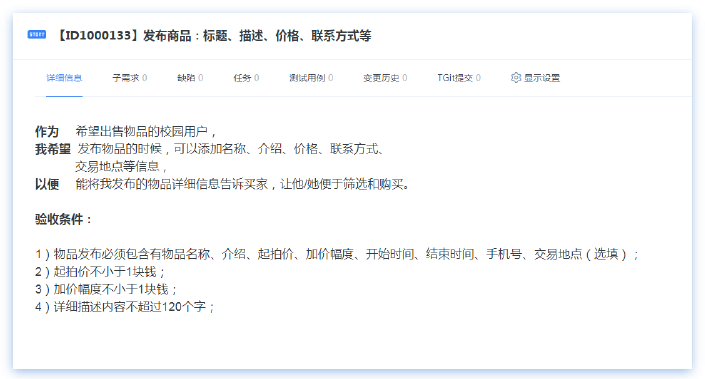 STORY 【ID1000133】发布商品：标题、描述、价格、联系方式等
详细信息 子需求 0 缺陷 0 任务 0 测试用例 0 变更历史 0 TGit提交 0 显示设置
作为 希望出售物品的校园用户，
我希望 发布物品的时候，可以添加名称、介绍、价格、联系方式、
交易地点等信息，
以便 能将我发布的物品详细信息告诉买家，让他/她便于筛选和购买。
验收条件：
1）物品发布必须包含有物品名称、介绍、起拍价、加价幅度、开始时间、结束时间、手机号、交易地点（选填）；
2）起拍价不小于1块钱；
3）加价幅度不小于1块钱；
4）详细描述内容不超过120个字；